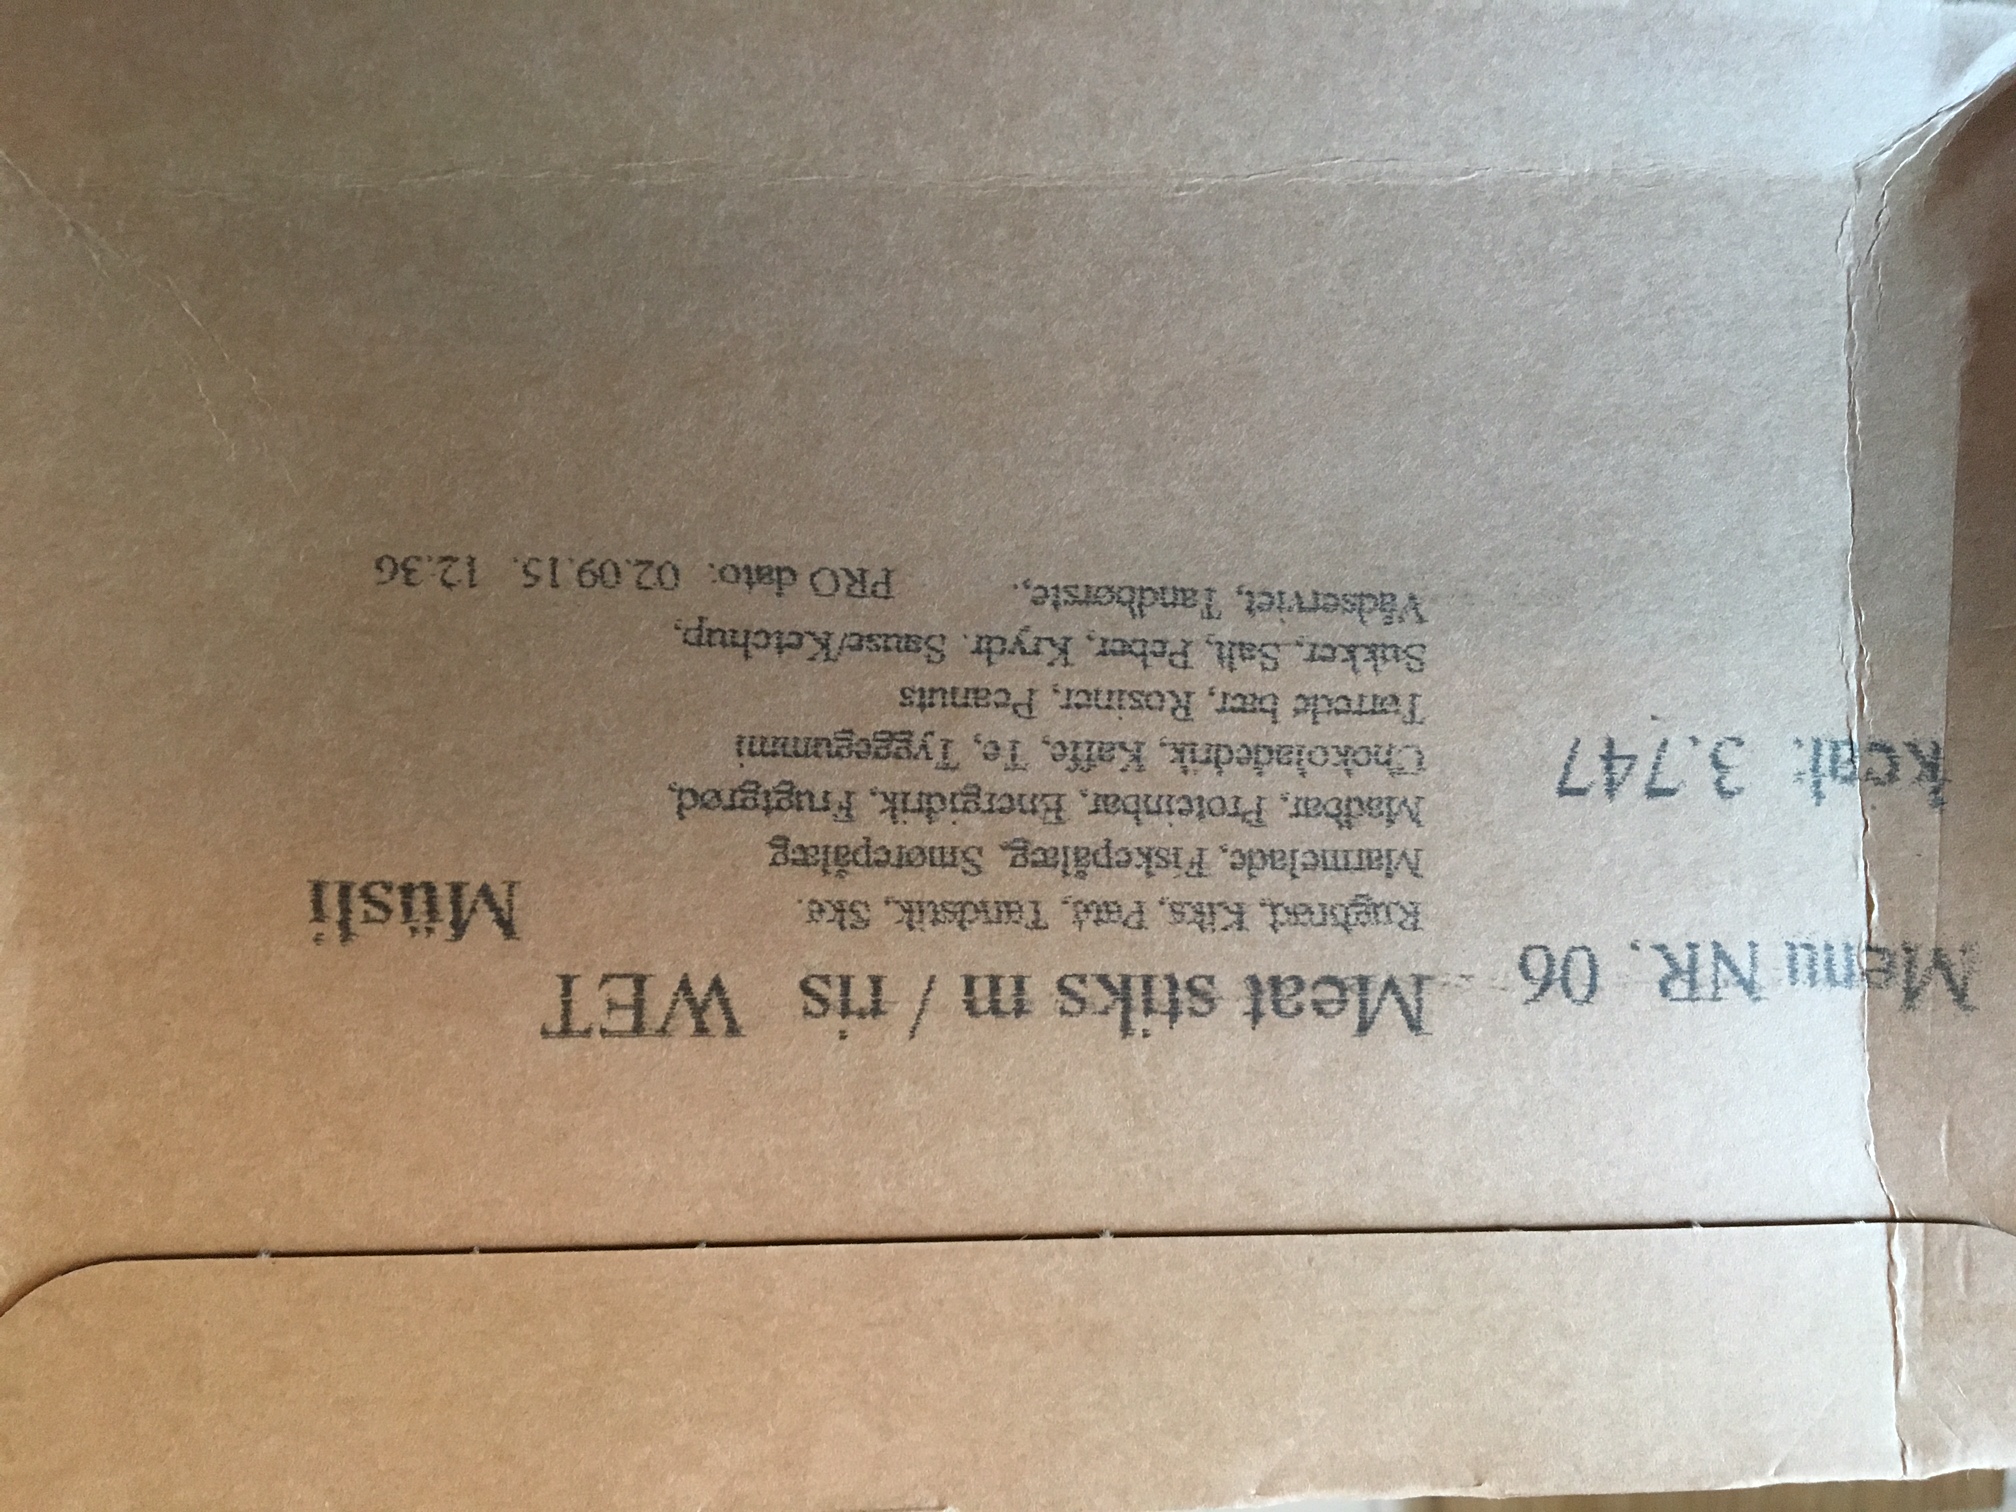 Menu NR. 06 Meat stiks m / ris WET
Rugbrød, Kiks, Paté, Tandstik, Ske. Müsli
Marmelade, Fiskepålæg, Smørepålæg
Madbar, Proteinbar, Energidrik, Frugtgrød,
kcal: 3.747 Chokoladedrik, Kaffe, Te, Tyggegummi
Tørrede bær, Rosiner, Peanuts
Sukker, Salt, Peber, Krydr. Sause/Ketchup,
Vådserviet, Tandbørste,. PRO dato: 02.09.15. 12:36